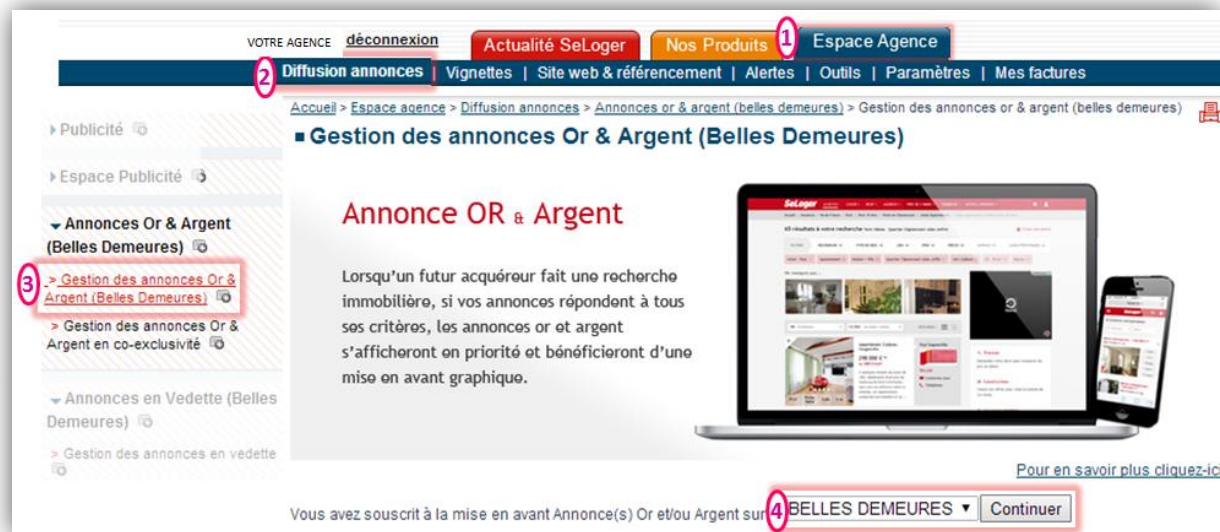 VOTRE AGENCE déconnexion Actualité SeLoger Nos Produits 1 Espace Agence
2 Diffusion annonces | Vignettes | Site web & référencement | Alertes | Outils | Paramètres | Mes factures
Accueil > Espace agence > Diffusion annonces > Annonces or & argent (belles demeures) > Gestion des annonces or & argent (belles demeures)
▪ Gestion des annonces Or & Argent (Belles Demeures)
Publicité
Espace Publicité
Annonces Or & Argent
(Belles Demeures)
3 > Gestion des annonces Or &
Argent (Belles Demeures)
> Gestion des annonces Or &
Argent en co-exclusivité
Annonces en Vedette (Belles
Demeures)
> Gestion des annonces en vedette
Annonce OR & Argent
Lorsqu'un futur acquéreur fait une recherche
immobilière, si vos annonces répondent à tous
ses critères, les annonces or et argent
s'afficheront en priorité et bénéficieront d'une
mise en avant graphique.
SeLoger
Pour en savoir plus cliquez-ici
Vous avez souscrit à la mise en avant Annonce(s) Or et/ou Argent sur 4 BELLES DEMEURES ▼ Continuer